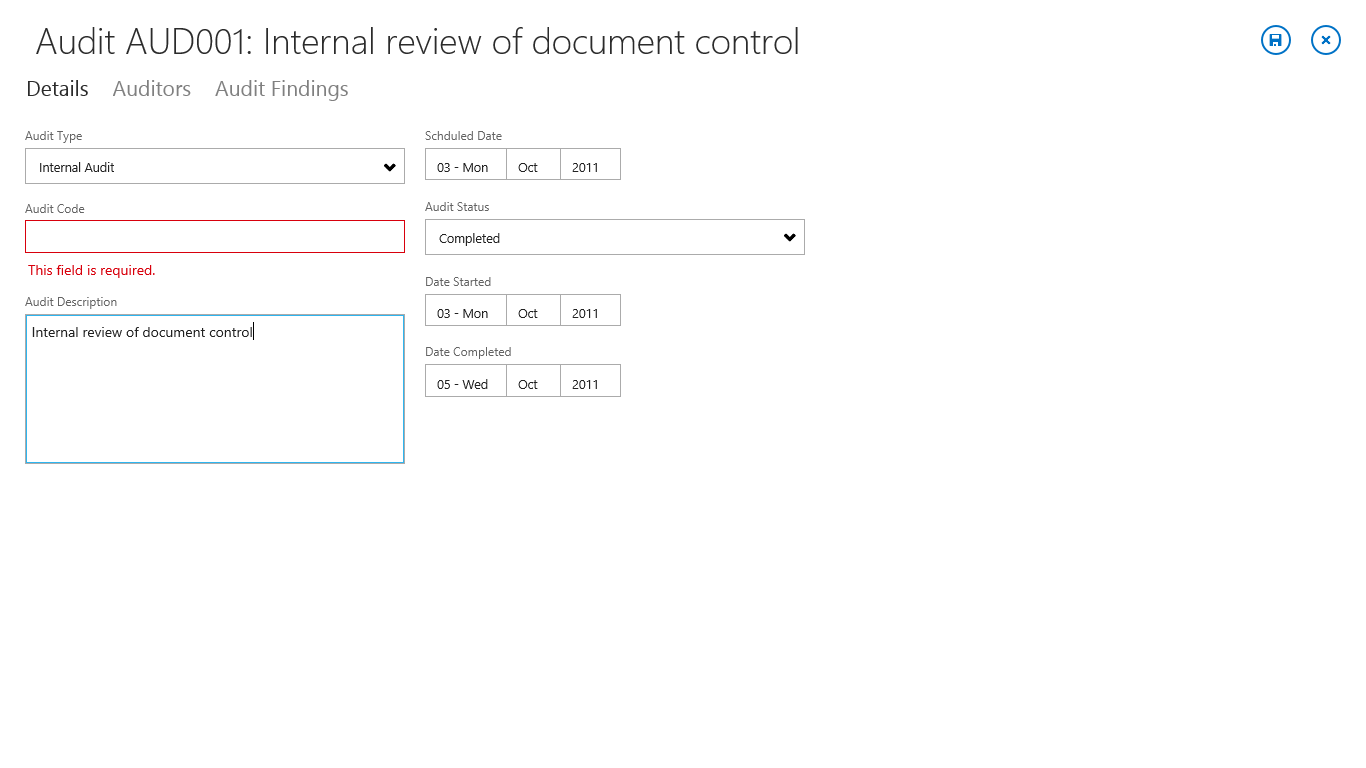 Audit AUD001: Internal review of document control
Details Auditors Audit Findings
Audit Type
Internal Audit
Audit Code
This field is required.
Audit Description
Internal review of document control
Schduled Date
03 - Mon Oct 2011
Audit Status
Completed
Date Started
03 - Mon Oct 2011
Date Completed
05 - Wed Oct 2011